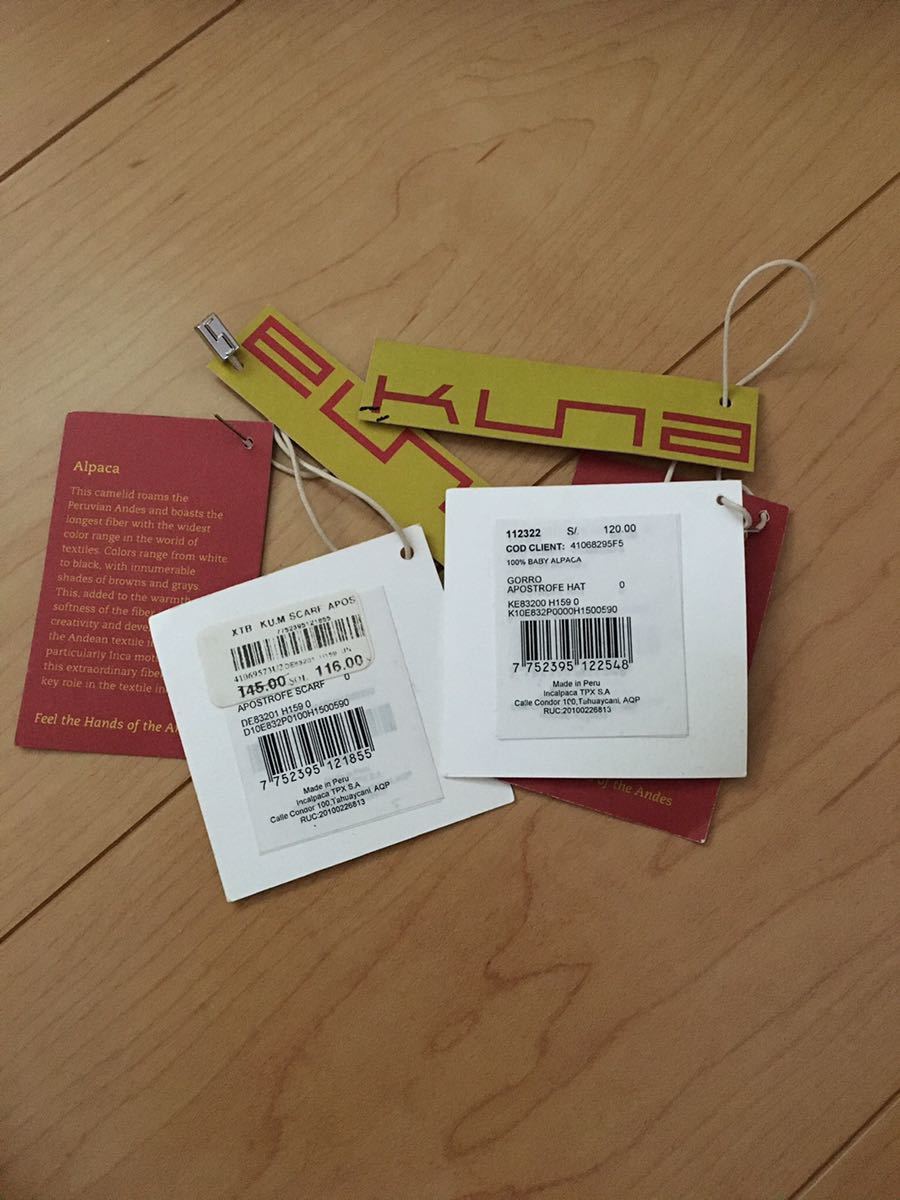 kuna
Alpaca
This camelid roams the
Peruvian Andes and boasts the
longest fiber with the widest
color range in the world of
textiles. Colors range from white
to black, with innumerable
shades of browns and grays.
This, added to the warmth
softness of the fiber
creativity and
the Andean textile
particularly Inca
this extraordinary
key role in the textile
Feel the Hands of the
XTB KU.M SCARF APOS
7752395121855
DE83201 H159
145.00 SOL 116.00
APOSTROFE SCARF 0
DE83201 H159 0
D10E832P0100H1500590
7 752395 121855
Made in Peru
Incalpaca TPX S.A
Calle Condor 100,Tahuaycani, AQP
RUC:20100226813
112322 S/. 120.00
COD CLIENT: 41068295F5
100% BABY ALPACA
GORRO
APOSTROFE HAT 0
KE83200 H159 0
K10E832P0000H1500590
7 752395 122548
Made in Peru
Incalpaca TPX S.A
Calle Condor 100,Tahuaycani, AQP
RUC:20100226813
of the Andes